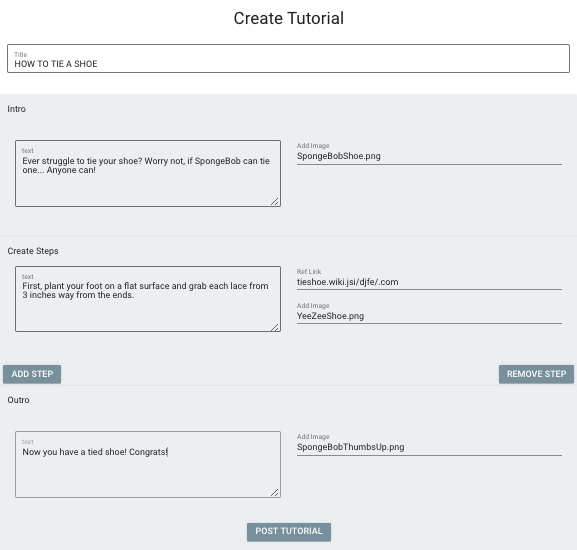 Create Tutorial
Title
HOW TO TIE A SHOE
Intro
text
Ever struggle to tie your shoe? Worry not, if SpongeBob can tie
one... Anyone can!
Add Image
SpongeBobShoe.png
Create Steps
text
First, plant your foot on a flat surface and grab each lace from
3 inches way from the ends.
Ref Link
tieshoe.wiki.jsi/djfe/.com
Add Image
YeeZeeShoe.png
ADD STEP
REMOVE STEP
Outro
text
Now you have a tied shoe! Congrats!
Add Image
SpongeBobThumbsUp.png
POST TUTORIAL